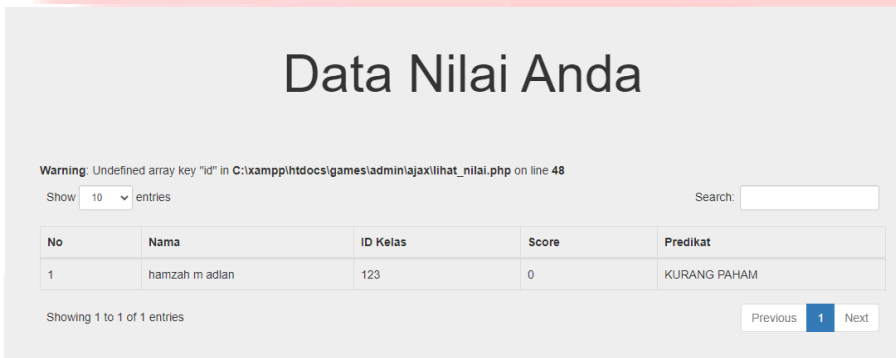 Data Nilai Anda
Warning: Undefined array key "id" in C:\xampp\htdocs\games\admin\ajax\lihat_nilai.php on line 48
Show 10 entries Search:
No Nama ID Kelas Score Predikat
1 hamzah m adlan 123 0 KURANG PAHAM
Showing 1 to 1 of 1 entries Previous 1 Next